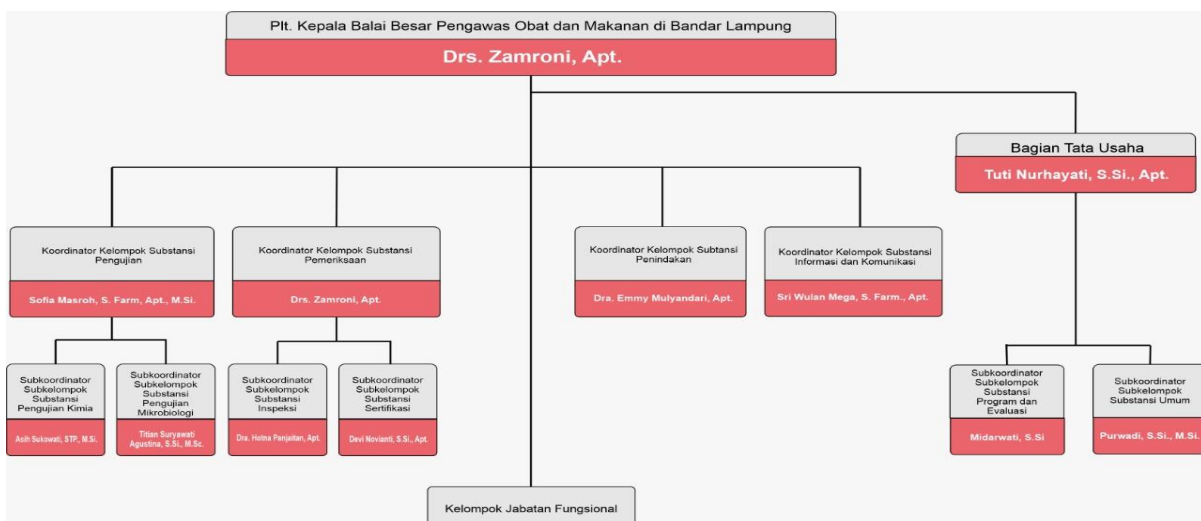 Plt. Kepala Balai Besar Pengawas Obat dan Makanan di Bandar Lampung
Drs. Zamroni, Apt.
Bagian Tata Usaha
Tuti Nurhayati, S.Si., Apt.
Koordinator Kelompok Substansi
Pengujian
Sofia Masroh, S. Farm, Apt., M.Si.
Koordinator Kelompok Substansi
Pemeriksaan
Drs. Zamroni, Apt.
Koordinator Kelompok Subtansi
Penindakan
Dra. Emmy Mulyandari, Apt.
Koordinator Kelompok Substansi
Informasi dan Komunikasi
Sri Wulan Mega, S. Farm., Apt.
Subkoordinator
Subkelompok
Substansi
Pengujian Kimia
Asih Sukowati, STP., M.Si.
Subkoordinator
Subkelompok
Substansi
Pengujian
Mikrobiologi
Titian Suryawati
Agustina, S.Si., M.Sc.
Subkoordinator
Subkelompok
Substansi
Inspeksi
Dra. Hotna Panjaitan, Apt.
Subkoordinator
Subkelompok
Substansi
Sertifikasi
Devi Novianti, S.Si., Apt.
Subkoordinator
Subkelompok
Substansi
Program dan
Evaluasi
Midarwati, S.Si
Subkoordinator
Subkelompok
Substansi Umum
Purwadi, S.Si., M.Si.
Kelompok Jabatan Fungsional